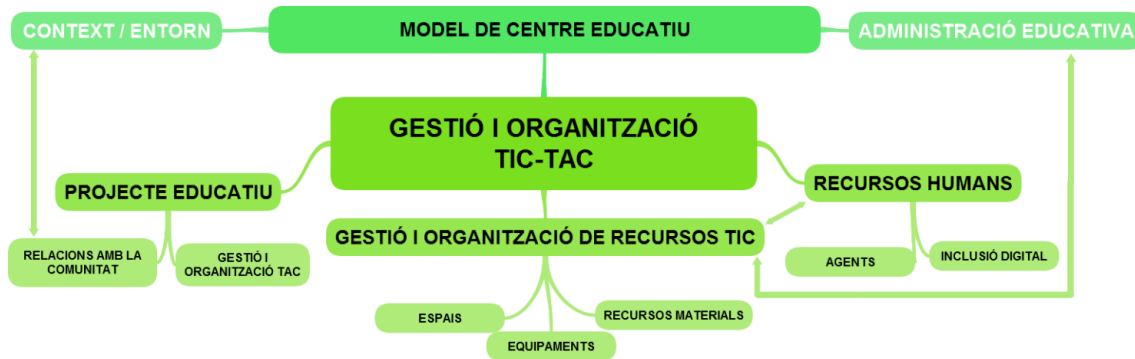 CONTEXT / ENTORN
MODEL DE CENTRE EDUCATIU
ADMINISTRACIÓ EDUCATIVA
GESTIÓ I ORGANITZACIÓ
TIC-TAC
PROJECTE EDUCATIU
RECURSOS HUMANS
GESTIÓ I ORGANITZACIÓ DE RECURSOS TIC
RELACIONS AMB LA
COMUNITAT
GESTIÓ I
ORGANITZACIÓ TAC
AGENTS
INCLUSIÓ DIGITAL
ESPAIS
EQUIPAMENTS
RECURSOS MATERIALS